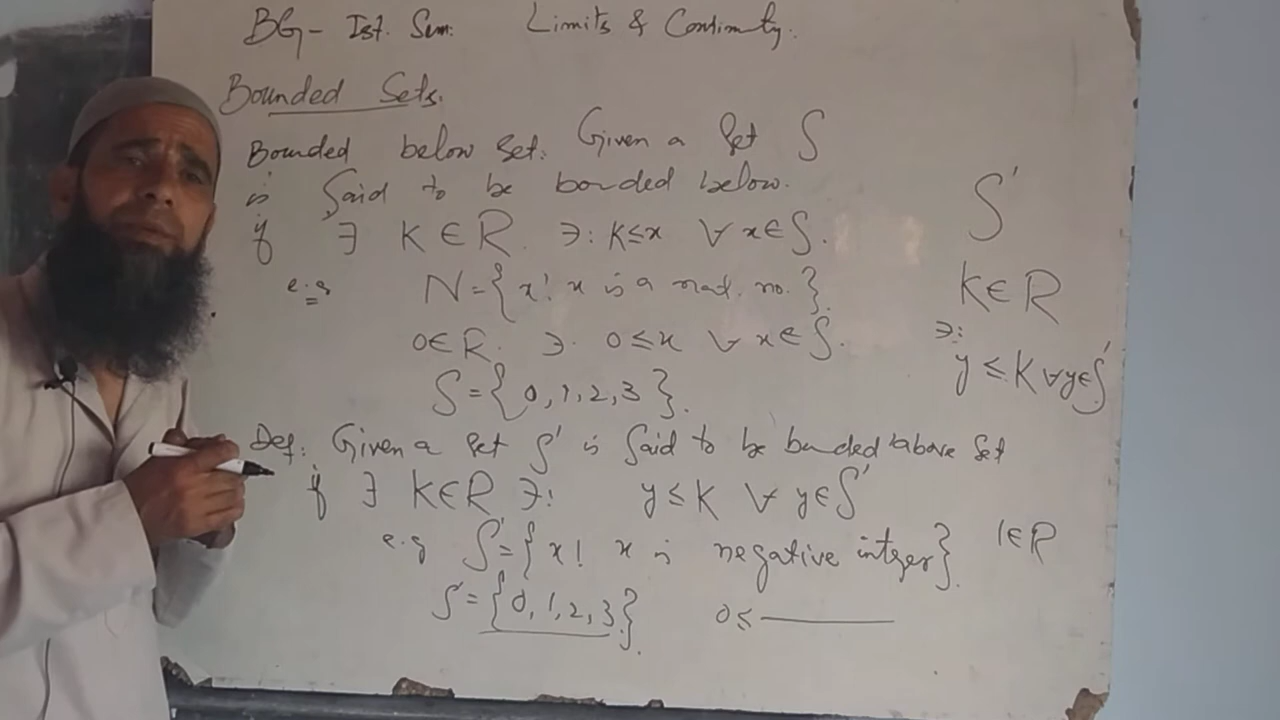 BG - Ist. Sem. Limits & Continuity.
Bounded Sets.
Bounded below set. Given a set S
is said to be bounded below.
if ∃ K ∈ R. ∋: K ≤ x ∀ x ∈ S.
e.g N = {x: x is a nat. no.}
0 ∈ R. ∋. 0 ≤ x ∀ x ∈ S.
S = {0, 1, 2, 3}.
Def: Given a set S' is said to be bounded above set
if ∃ K ∈ R ∋: y ≤ K ∀ y ∈ S'
e.g S' = {x: x is negative integer}. 1 ∈ R
S' = {0, 1, 2, 3}. 0 ≤
S'
K ∈ R
∋:
y ≤ K ∀ y ∈ S'